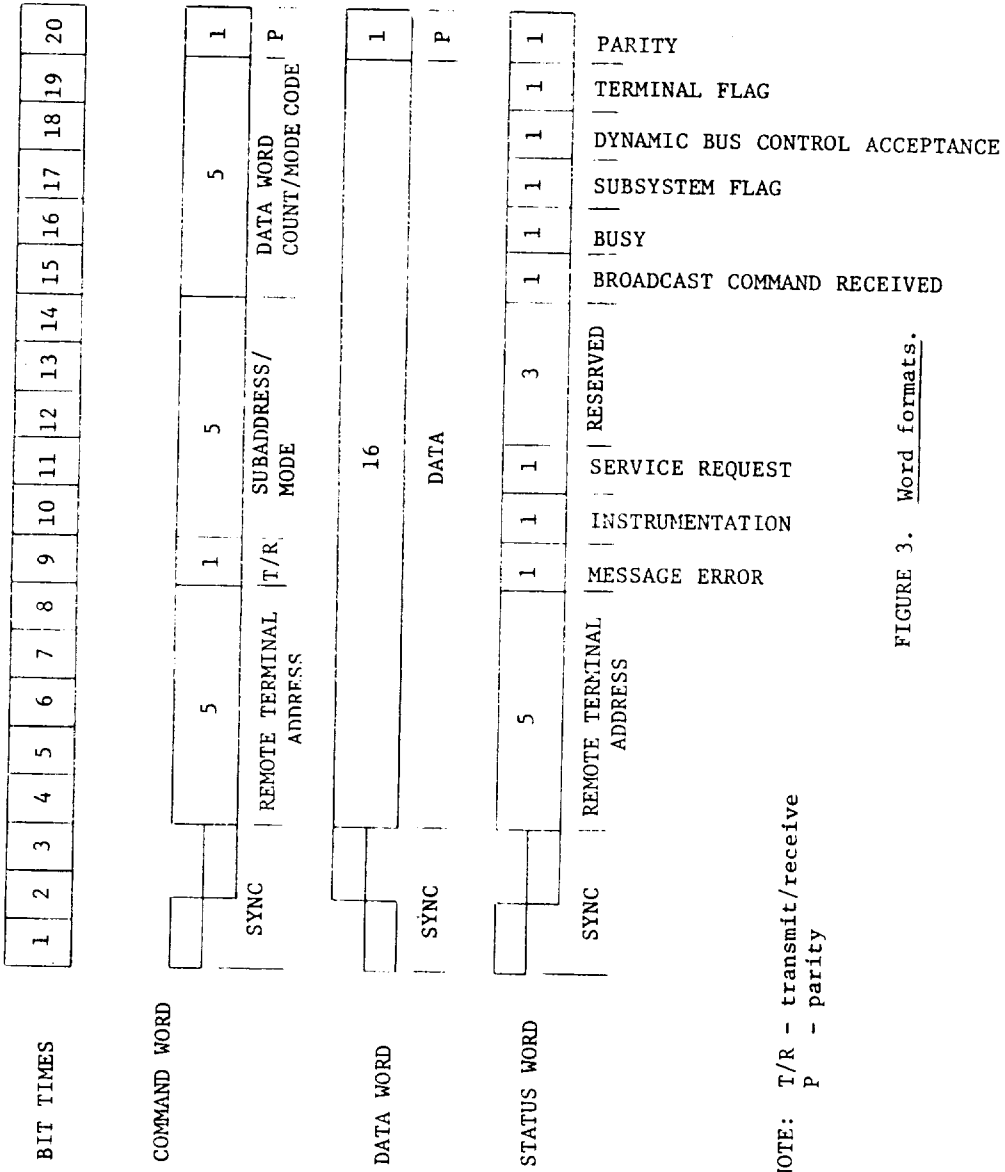 BIT TIMES
1 2 3 4 5 6 7 8 9 10 11 12 13 14 15 16 17 18 19 20
COMMAND WORD
5 1 5 5 1
SYNC
REMOTE TERMINAL
ADDRESS
T/R
SUBADDRESS/
MODE
DATA WORD
COUNT/MODE CODE
P
DATA WORD
16 1
SYNC
DATA
P
STATUS WORD
5 1 1 1 3 1 1 1 1 1 1
SYNC
REMOTE TERMINAL
ADDRESS
MESSAGE ERROR
INSTRUMENTATION
SERVICE REQUEST
RESERVED
BROADCAST COMMAND RECEIVED
BUSY
SUBSYSTEM FLAG
DYNAMIC BUS CONTROL ACCEPTANCE
TERMINAL FLAG
PARITY
NOTE: T/R - transmit/receive
P - parity
FIGURE 3. Word formats.